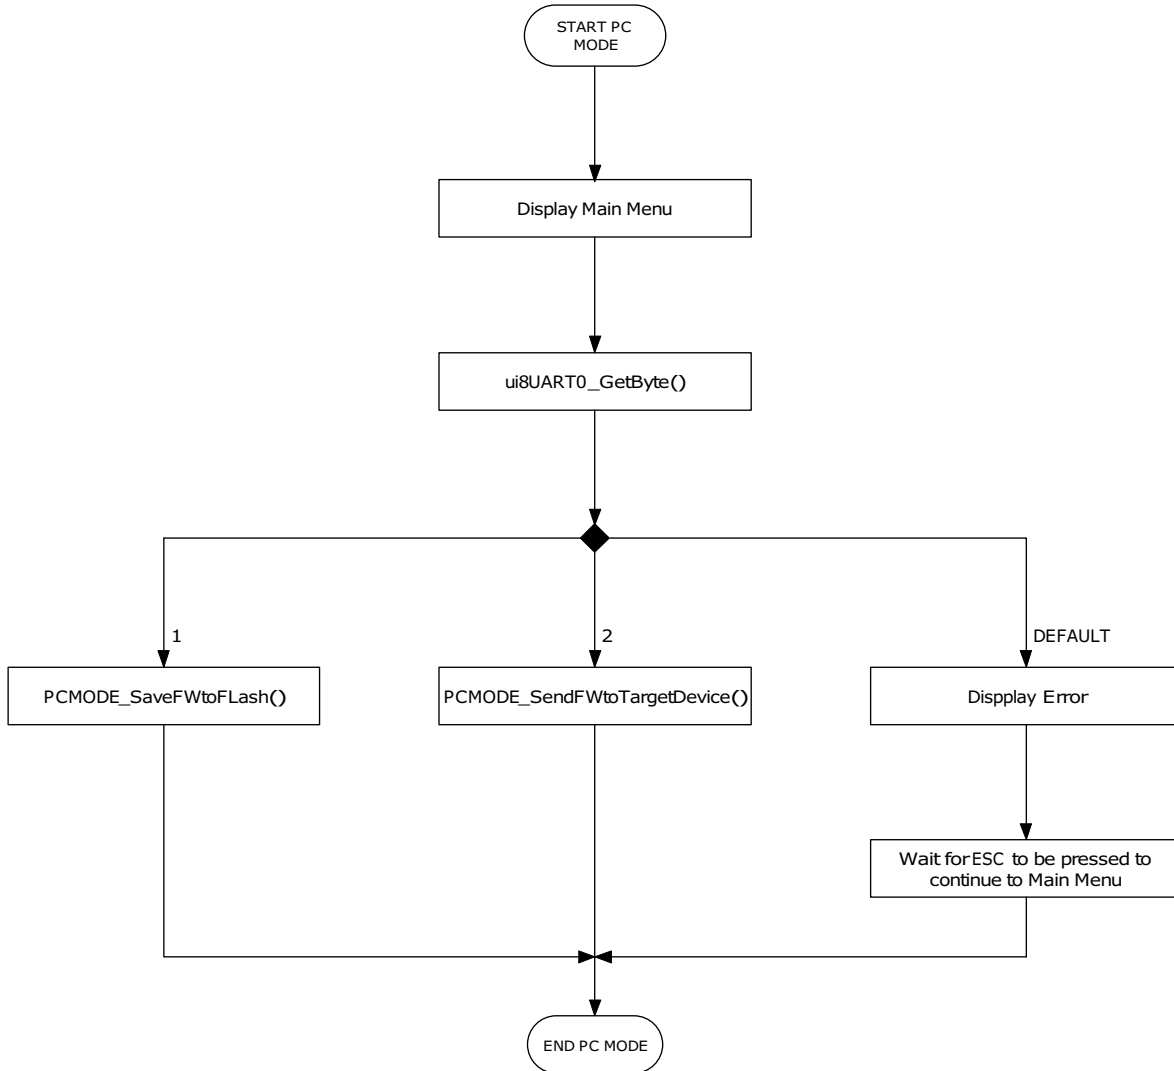 START PC
MODE
Display Main Menu
ui8UART0_GetByte()
1
2
DEFAULT
PCMODE_SaveFWtoFLash()
PCMODE_SendFWtoTargetDevice()
Dispplay Error
Wait for ESC to be pressed to
continue to Main Menu
END PC MODE